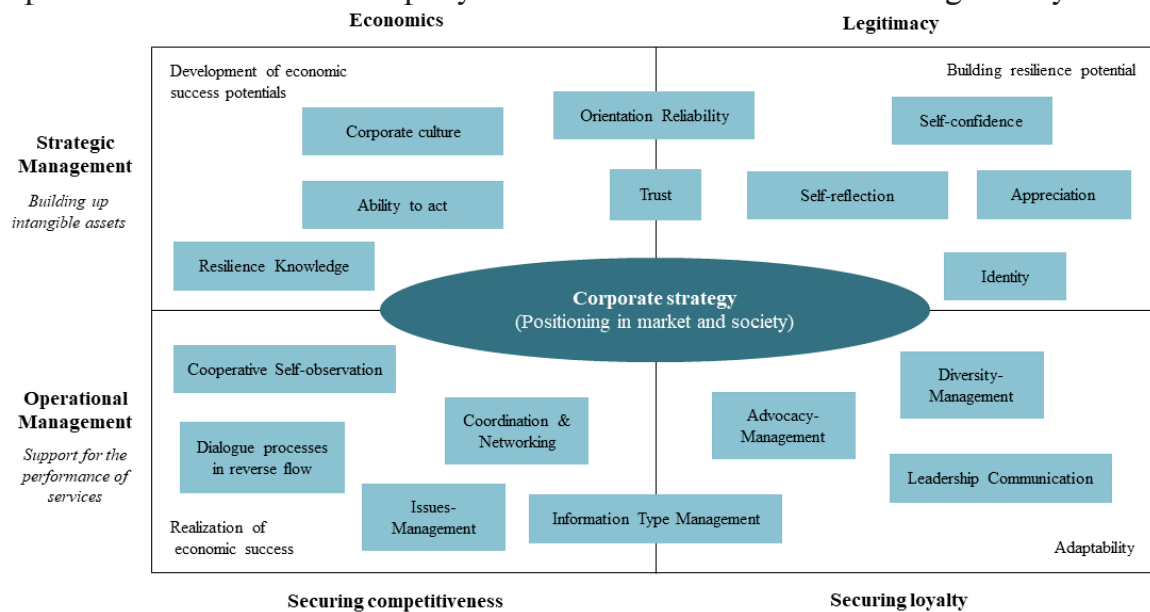 Economics
Legitimacy
Development of economic
success potentials
Building resilience potential
Orientation Reliability
Self-confidence
Corporate culture
Strategic
Management
Building up
intangible assets
Trust
Self-reflection
Appreciation
Ability to act
Resilience Knowledge
Identity
Corporate strategy
(Positioning in market and society)
Cooperative Self-observation
Diversity-
Management
Operational
Management
Support for the
performance of
services
Coordination &
Networking
Advocacy-
Management
Dialogue processes
in reverse flow
Leadership Communication
Issues-
Management
Information Type Management
Realization of
economic success
Adaptability
Securing competitiveness
Securing loyalty